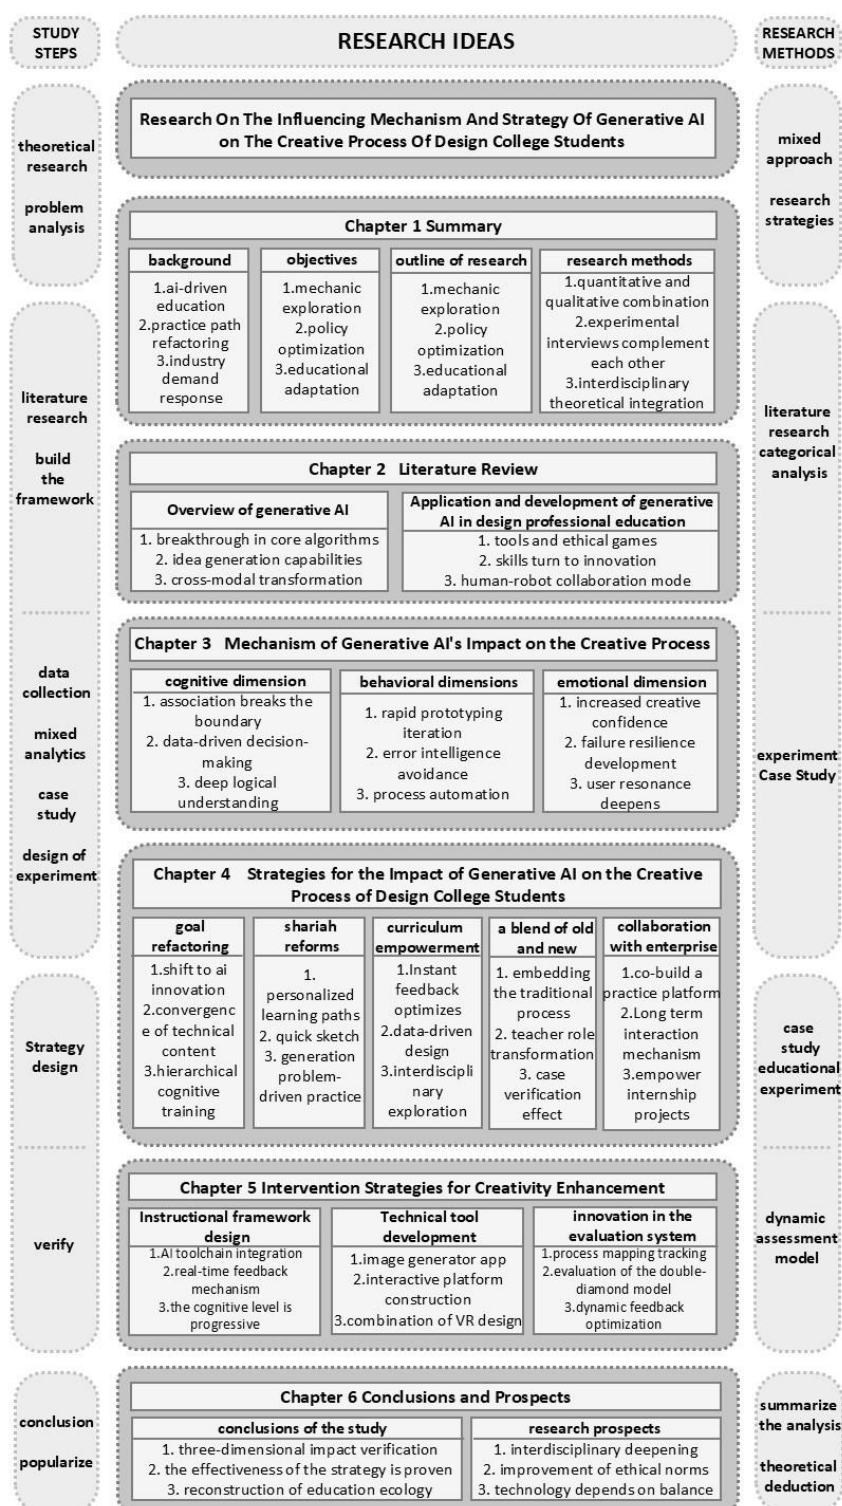 STUDY
STEPS
RESEARCH IDEAS
RESEARCH
METHODS
theoretical
research
problem
analysis
Research On The Influencing Mechanism And Strategy Of Generative AI
on The Creative Process Of Design College Students
mixed
approach
research
strategies
Chapter 1 Summary
background
1.ai-driven
education
2.practice path
refactoring
3.industry
demand
response
objectives
1.mechanic
exploration
2.policy
optimization
3.educational
adaptation
outline of research
1.mechanic
exploration
2.policy
optimization
3.educational
adaptation
research methods
1.quantitative and
qualitative combination
2.experimental
interviews complement
each other
3.interdisciplinary
theoretical integration
literature
research
build
the
framework
literature
research
categorical
analysis
Chapter 2 Literature Review
Overview of generative AI
1. breakthrough in core algorithms
2. idea generation capabilities
3. cross-modal transformation
Application and development of generative
AI in design professional education
1. tools and ethical games
2. skills turn to innovation
3. human-robot collaboration mode
data
collection
mixed
analytics
case
study
design of
experiment
experiment
Case Study
Chapter 3 Mechanism of Generative AI's Impact on the Creative Process
cognitive dimension
1. association breaks the
boundary
2. data-driven decision-
making
3. deep logical
understanding
behavioral dimensions
1. rapid prototyping
iteration
2. error intelligence
avoidance
3. process automation
emotional dimension
1. increased creative
confidence
2. failure resilience
development
3. user resonance
deepens
Chapter 4 Strategies for the Impact of Generative AI on the Creative
Process of Design College Students
goal
refactoring
1.shift to ai
innovation
2.convergenc
e of technical
content
3.hierarchical
cognitive
training
shariah
reforms
1.
personalized
learning paths
2. quick sketch
3. generation
problem-
driven practice
curriculum
empowerment
1.Instant
feedback
optimizes
2.data-driven
design
3.interdiscipli
nary
exploration
a blend of old
and new
1. embedding
the traditional
process
2. teacher role
transformation
3. case
verification
effect
collaboration
with enterprise
1.co-build a
practice platform
2.Long term
interaction
mechanism
3.empower
internship
projects
Strategy
design
case
study
educational
experiment
verify
dynamic
assessment
model
Chapter 5 Intervention Strategies for Creativity Enhancement
Instructional framework
design
1.AI toolchain integration
2.real-time feedback
mechanism
3.the cognitive level is
progressive
Technical tool
development
1.image generator app
2.interactive platform
construction
3.combination of VR design
innovation in the
evaluation system
1.process mapping tracking
2.evaluation of the double-
diamond model
3.dynamic feedback
optimization
conclusion
popularize
summarize
the analysis
theoretical
deduction
Chapter 6 Conclusions and Prospects
conclusions of the study
1. three-dimensional impact verification
2. the effectiveness of the strategy is proven
3. reconstruction of education ecology
research prospects
1. interdisciplinary deepening
2. improvement of ethical norms
3. technology depends on balance